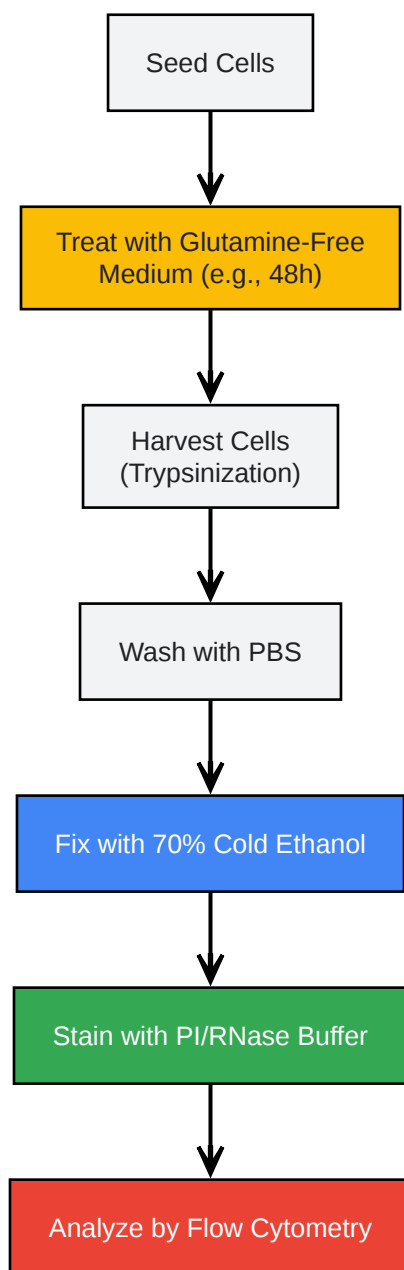 Seed Cells
Treat with Glutamine-Free
Medium (e.g., 48h)
Harvest Cells
(Trypsinization)
Wash with PBS
Fix with 70% Cold Ethanol
Stain with PI/RNase Buffer
Analyze by Flow Cytometry